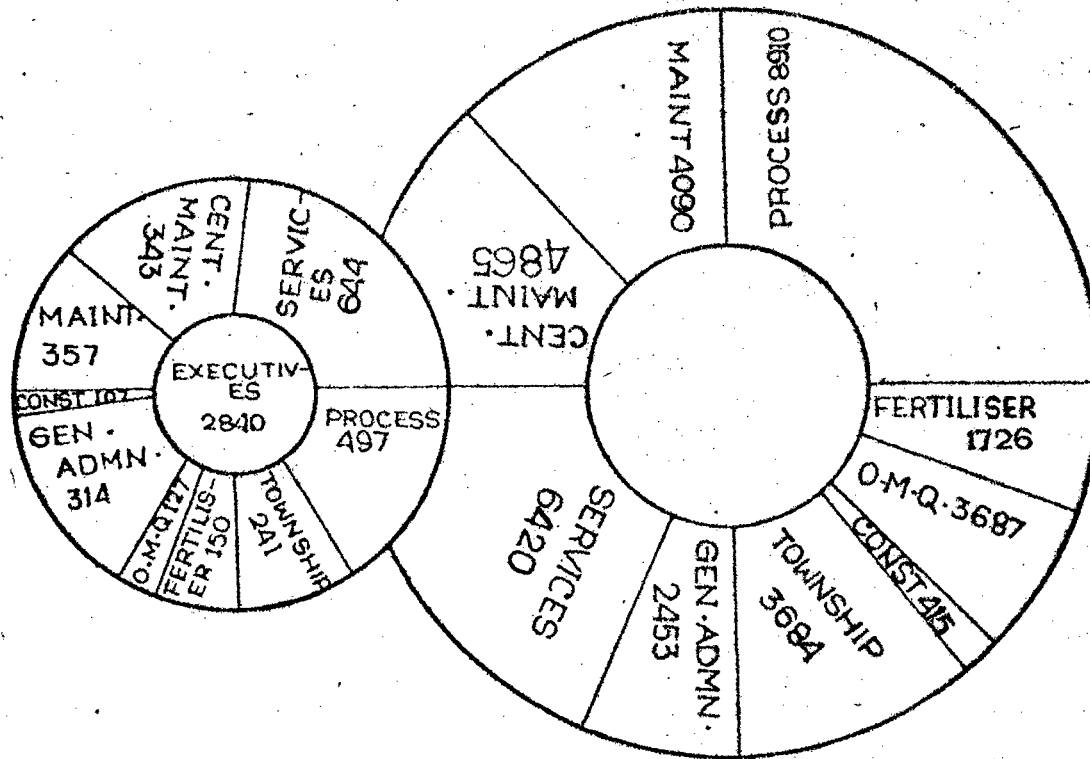 EXECUTIV-
ES
2840
SERVIC-
ES
644
CENT.
MAINT.
343
MAINT.
357
CONST
GEN.
ADMN.
314
O.M.Q 127
FERTILIS-
ER 150
TOWNSHIP
241
PROCESS
497
PROCESS 8910
MAINT 4090
CENT.
MAINT
4865
SERVICES
6420
GEN.ADMN.
2453
TOWNSHIP
3684
CONST 415
O.M.Q.3687
FERTILISER
1726